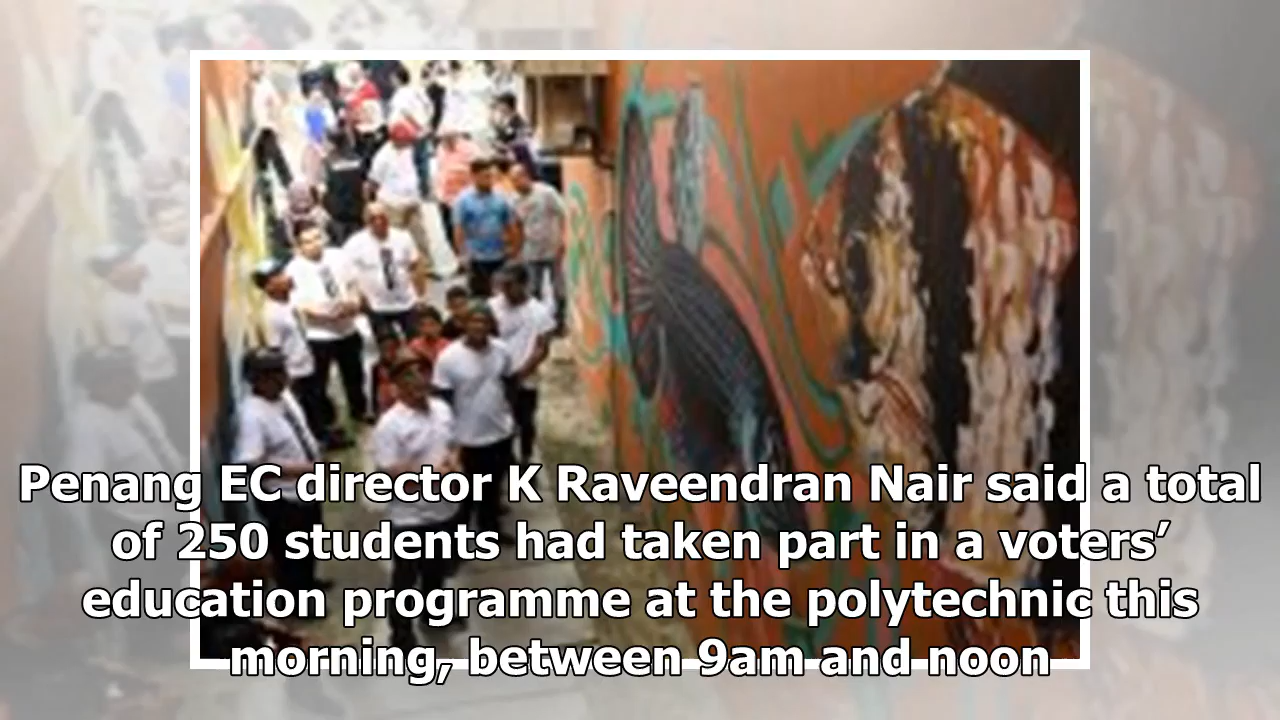 Penang EC director K Raveendran Nair said a total
of 250 students had taken part in a voters’
education programme at the polytechnic this
morning, between 9am and noon